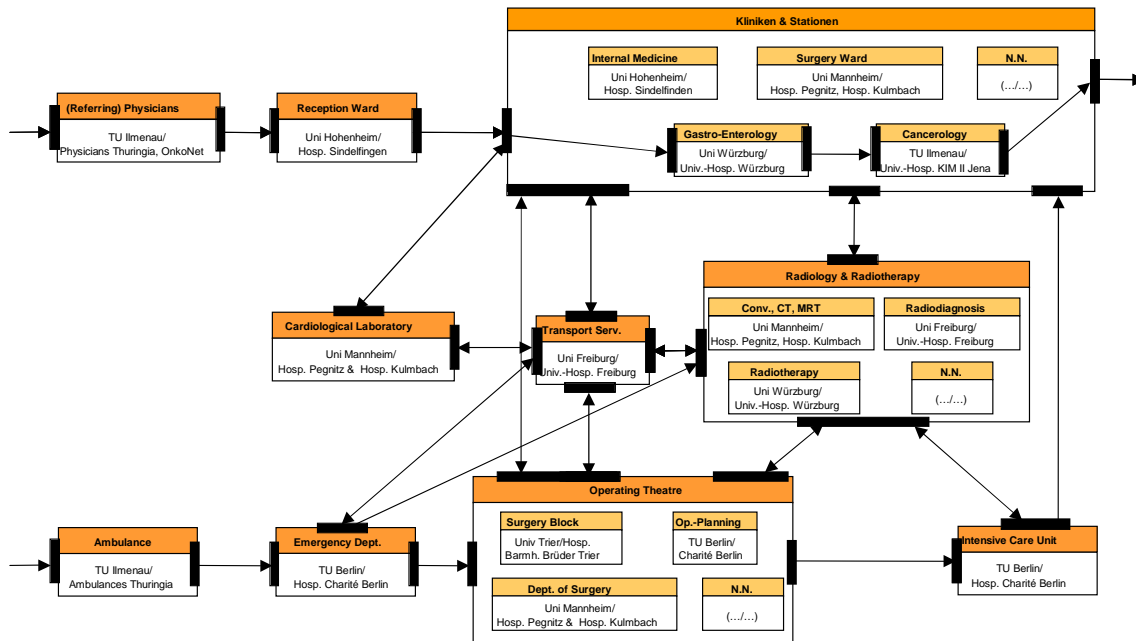 Kliniken & Stationen
Internal Medicine
Uni Hohenheim/
Hosp. Sindelfinden
Surgery Ward
Uni Mannheim/
Hosp. Pegnitz, Hosp. Kulmbach
N.N.
(.../...)
(Referring) Physicians
TU Ilmenau/
Physicians Thuringia, OnkoNet
Reception Ward
Uni Hohenheim/
Hosp. Sindelfingen
Gastro-Enterology
Uni Würzburg/
Univ.-Hosp. Würzburg
Cancerology
TU Ilmenau/
Univ.-Hosp. KIM II Jena
Radiology & Radiotherapy
Conv., CT, MRT
Uni Mannheim/
Hosp. Pegnitz, Hosp. Kulmbach
Radiodiagnosis
Uni Freiburg/
Univ.-Hosp. Freiburg
Radiotherapy
Uni Würzburg/
Univ.-Hosp. Würzburg
N.N.
(.../...)
Cardiological Laboratory
Uni Mannheim/
Hosp. Pegnitz & Hosp. Kulmbach
Transport Serv.
Uni Freiburg/
Univ.-Hosp. Freiburg
Operating Theatre
Surgery Block
Univ Trier/Hosp.
Barmh. Brüder Trier
Op.-Planning
TU Berlin/
Charité Berlin
Dept. of Surgery
Uni Mannheim/
Hosp. Pegnitz & Hosp. Kulmbach
N.N.
(.../...)
Ambulance
TU Ilmenau/
Ambulances Thuringia
Emergency Dept.
TU Berlin/
Hosp. Charité Berlin
Intensive Care Unit
TU Berlin/
Hosp. Charité Berlin